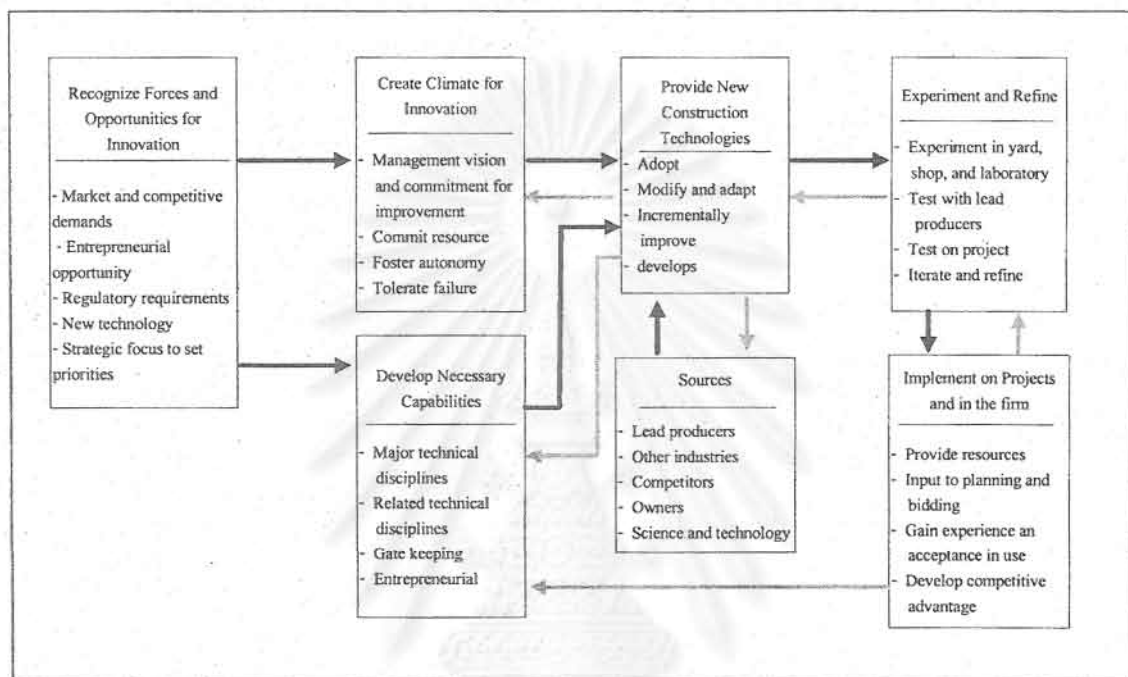 Recognize Forces and
Opportunities for
Innovation
- Market and competitive
demands
- Entrepreneurial
opportunity
- Regulatory requirements
- New technology
- Strategic focus to set
priorities
Create Climate for
Innovation
- Management vision
and commitment for
improvement
- Commit resource
- Foster autonomy
- Tolerate failure
Develop Necessary
Capabilities
- Major technical
disciplines
- Related technical
disciplines
- Gate keeping
- Entrepreneurial
Provide New
Construction
Technologies
- Adopt
- Modify and adapt
- Incrementally
improve
- develops
Sources
- Lead producers
- Other industries
- Competitors
- Owners
- Science and technology
Experiment and Refine
- Experiment in yard,
shop, and laboratory
- Test with lead
producers
- Test on project
- Iterate and refine
Implement on Projects
and in the firm
- Provide resources
- Input to planning and
bidding
- Gain experience an
acceptance in use
- Develop competitive
advantage